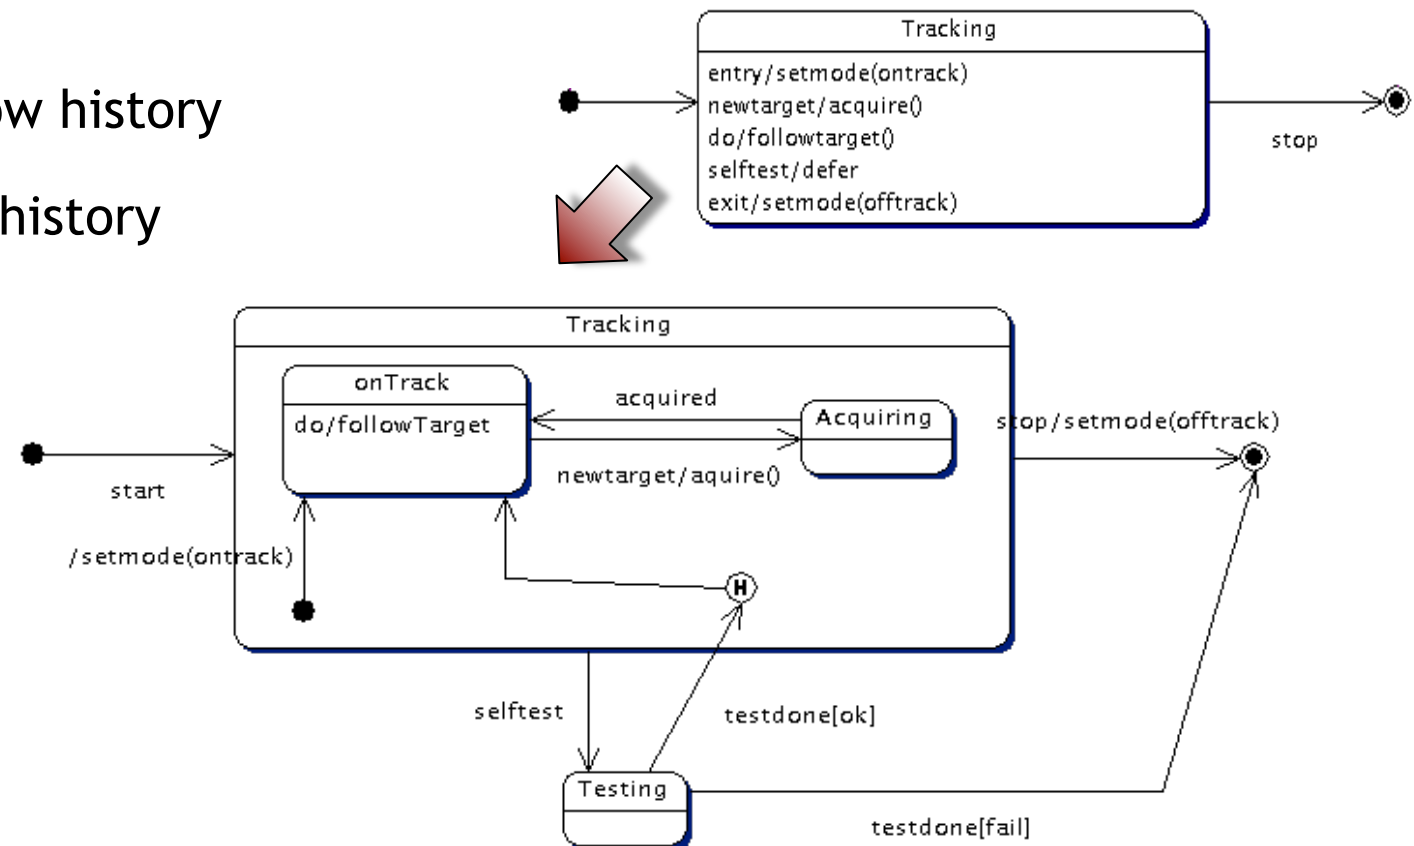 Tracking
entry/setmode(ontrack)
newtarget/acquire()
do/followtarget()
selftest/defer
exit/setmode(offtrack)
stop
history
history
Tracking
onTrack
do/followTarget
acquired
Acquiring
newtarget/aquire()
stop/setmode(offtrack)
start
/setmode(ontrack)
H
selftest
testdone[ok]
Testing
testdone[fail]